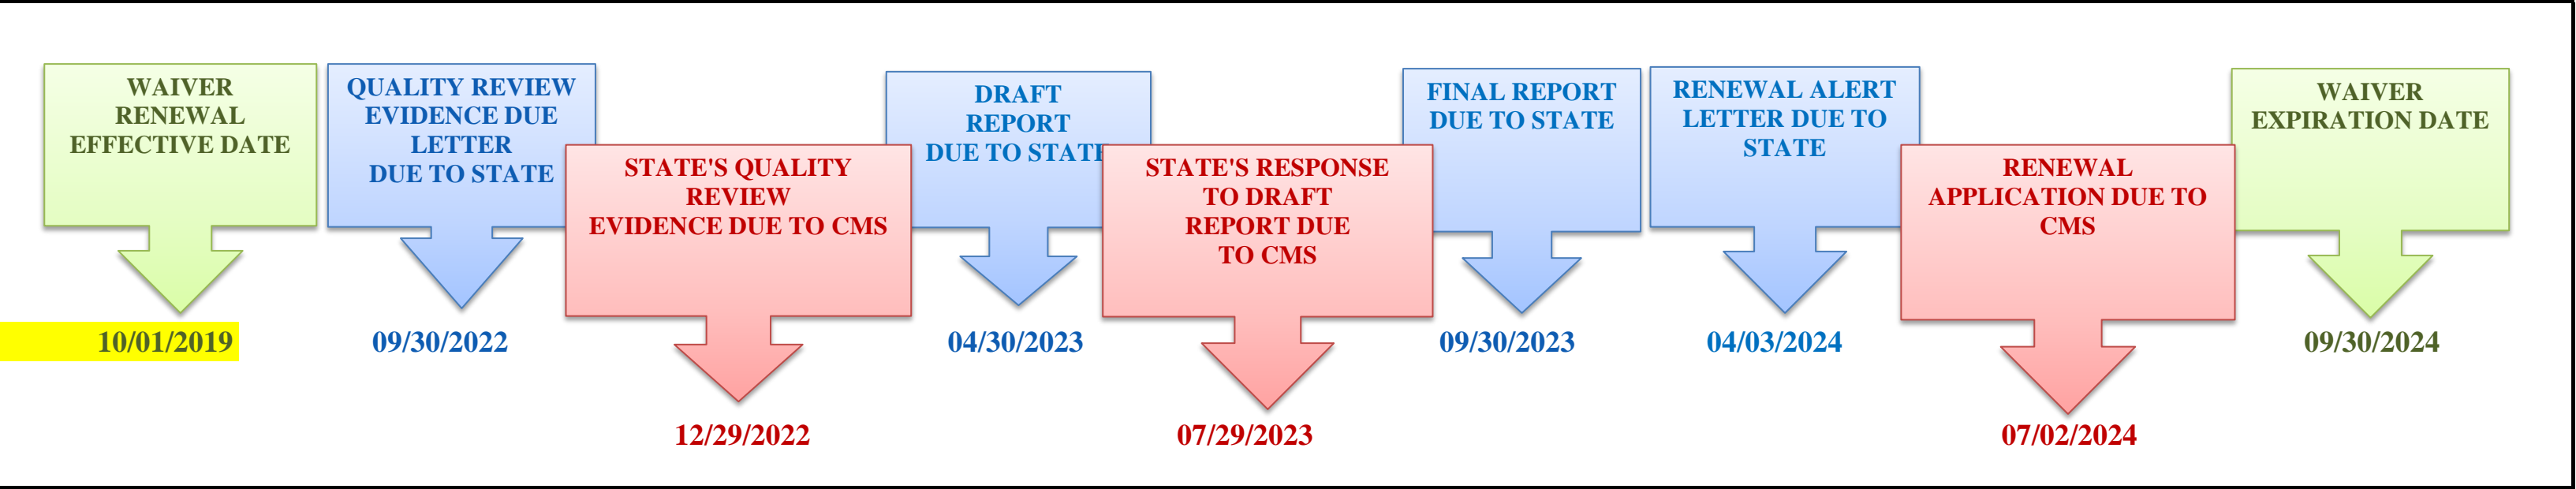 WAIVER
RENEWAL
EFFECTIVE DATE
10/01/2019
QUALITY REVIEW
EVIDENCE DUE
LETTER
DUE TO STATE
09/30/2022
STATE'S QUALITY
REVIEW
EVIDENCE DUE TO CMS
12/29/2022
DRAFT
REPORT
DUE TO STATE
04/30/2023
STATE'S RESPONSE
TO DRAFT
REPORT DUE
TO CMS
07/29/2023
FINAL REPORT
DUE TO STATE
09/30/2023
RENEWAL ALERT
LETTER DUE TO
STATE
04/03/2024
RENEWAL
APPLICATION DUE TO
CMS
07/02/2024
WAIVER
EXPIRATION DATE
09/30/2024